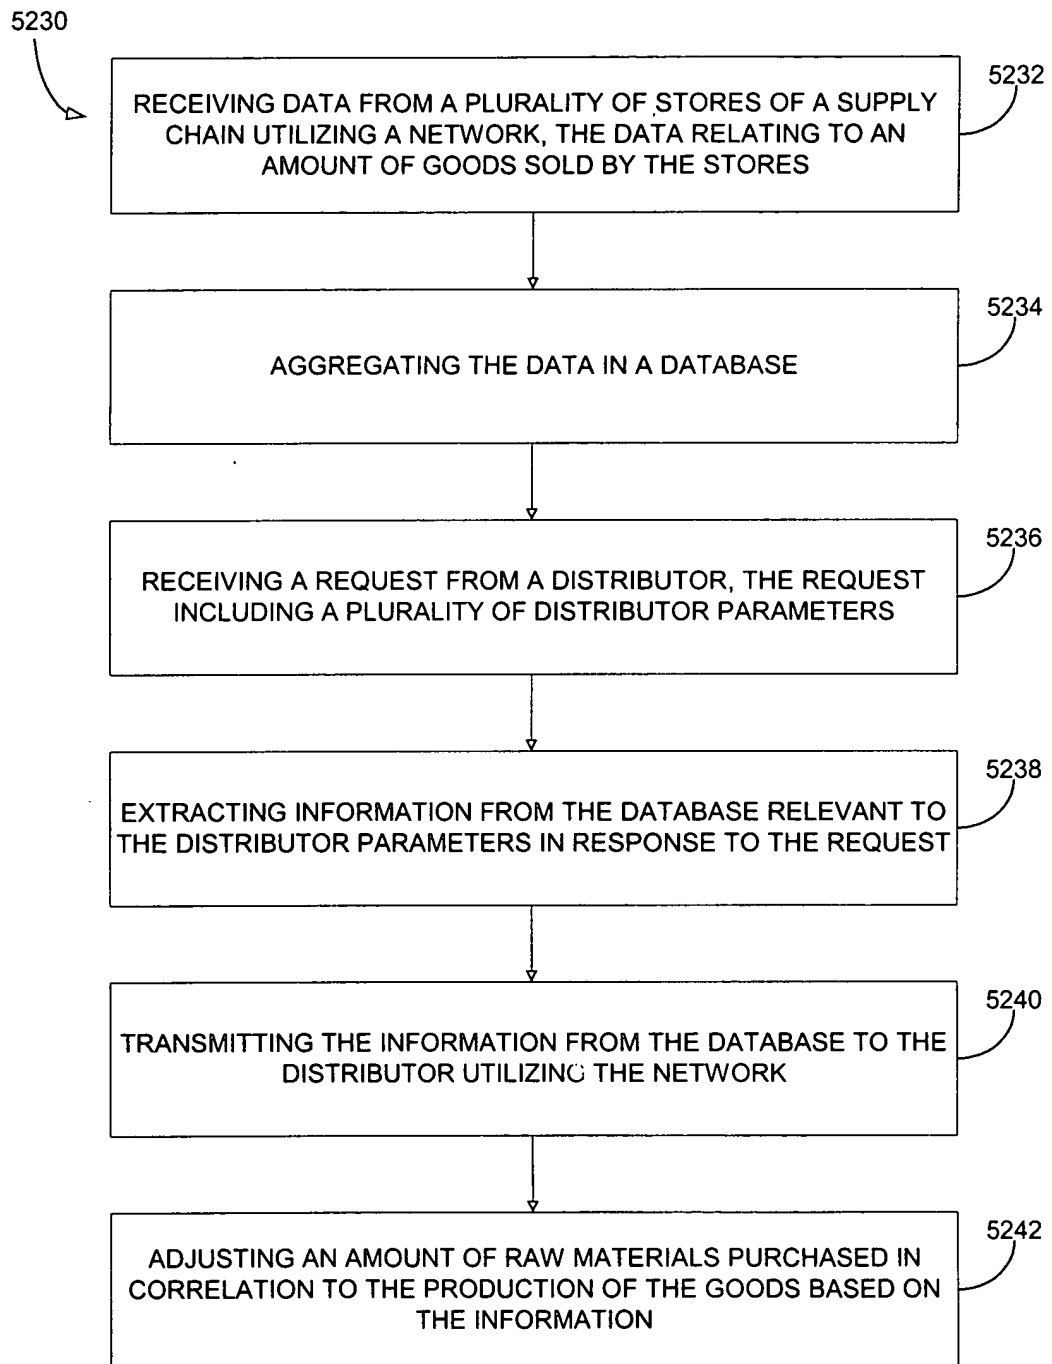 5230
5232
RECEIVING DATA FROM A PLURALITY OF STORES OF A SUPPLY
CHAIN UTILIZING A NETWORK, THE DATA RELATING TO AN
AMOUNT OF GOODS SOLD BY THE STORES
5234
AGGREGATING THE DATA IN A DATABASE
5236
RECEIVING A REQUEST FROM A DISTRIBUTOR, THE REQUEST
INCLUDING A PLURALITY OF DISTRIBUTOR PARAMETERS
5238
EXTRACTING INFORMATION FROM THE DATABASE RELEVANT TO
THE DISTRIBUTOR PARAMETERS IN RESPONSE TO THE REQUEST
5240
TRANSMITTING THE INFORMATION FROM THE DATABASE TO THE
DISTRIBUTOR UTILIZING THE NETWORK
5242
ADJUSTING AN AMOUNT OF RAW MATERIALS PURCHASED IN
CORRELATION TO THE PRODUCTION OF THE GOODS BASED ON
THE INFORMATION